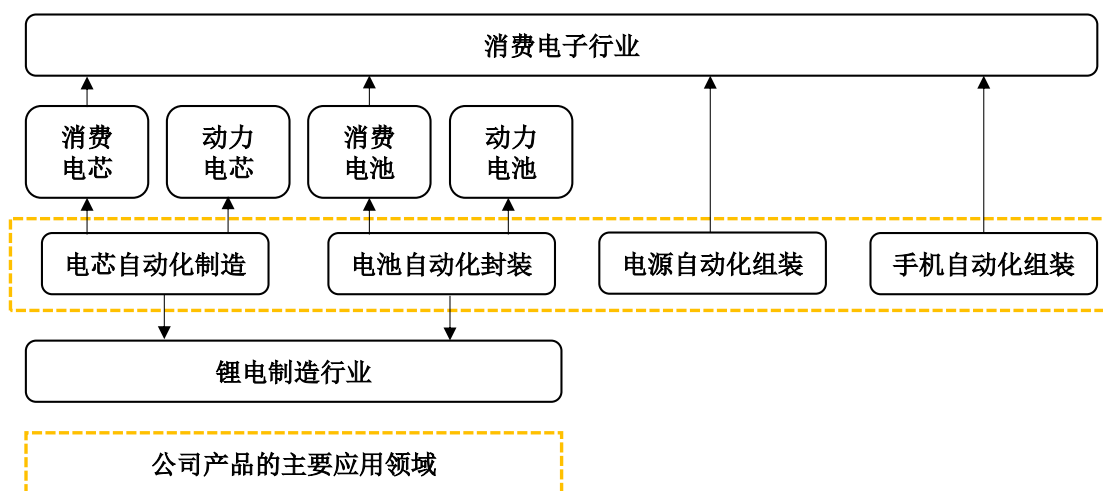 消费电子行业
消费
电芯
动力
电芯
消费
电池
动力
电池
电芯自动化制造
电池自动化封装
电源自动化组装
手机自动化组装
锂电制造行业
公司产品的主要应用领域